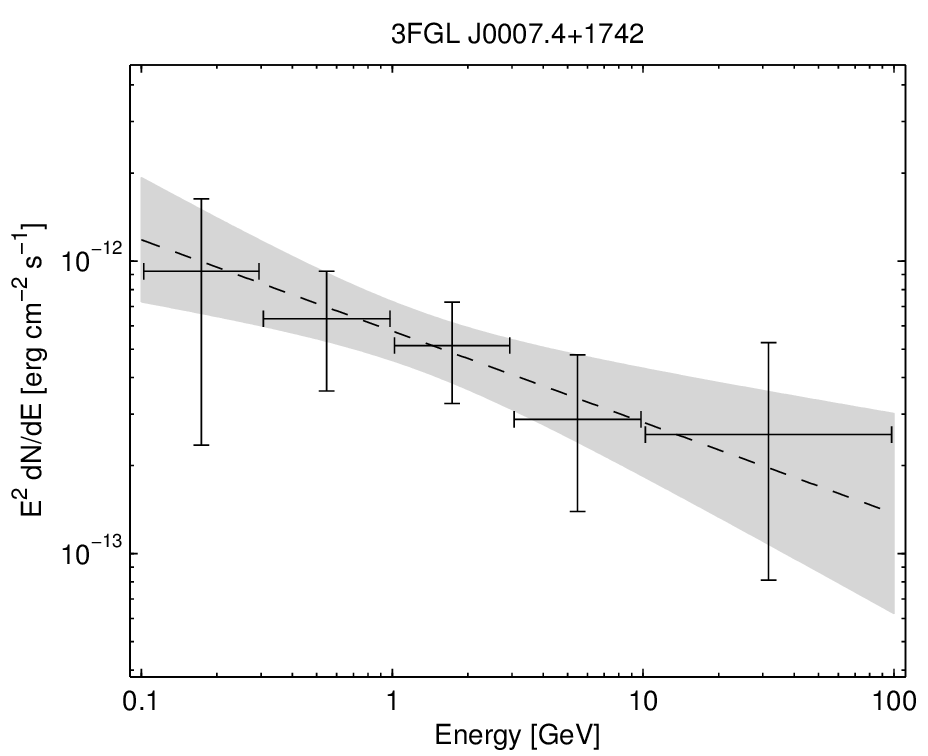 3FGL J0007.4+1742
E² dN/dE [erg cm⁻² s⁻¹]
10⁻¹²
10⁻¹³
0.1 1 10 100
Energy [GeV]